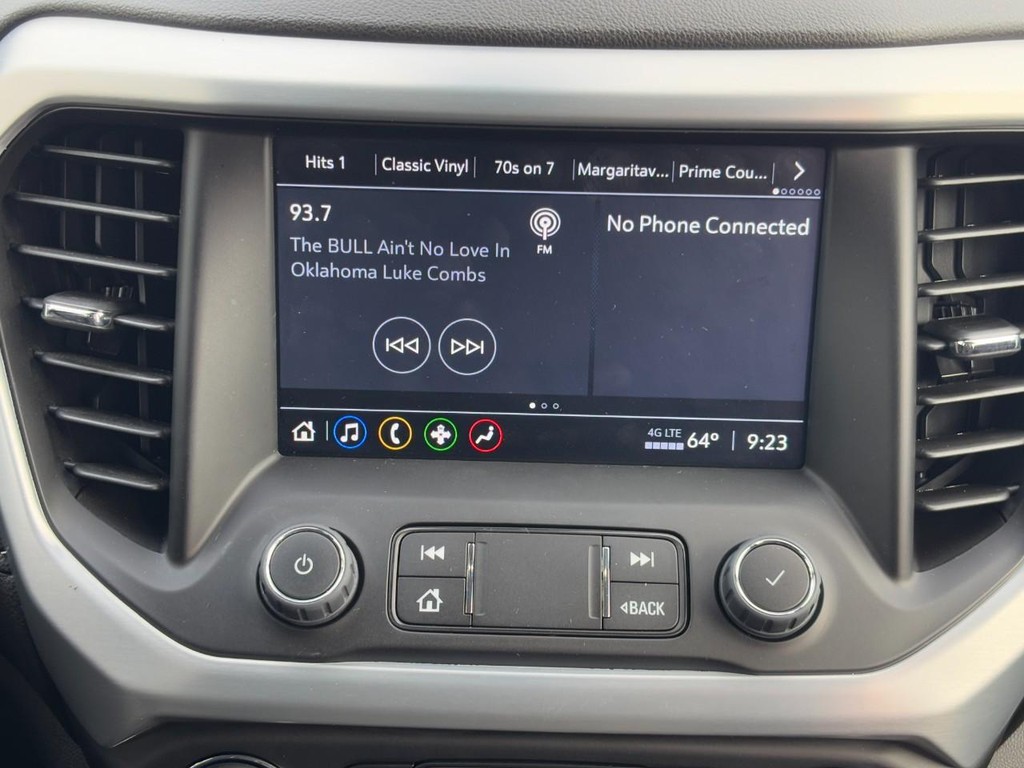 Hits 1 Classic Vinyl 70s on 7 Margaritav... Prime Cou...
93.7
FM
The BULL Ain't No Love In
Oklahoma Luke Combs
No Phone Connected
4G LTE
64° 9:23
BACK